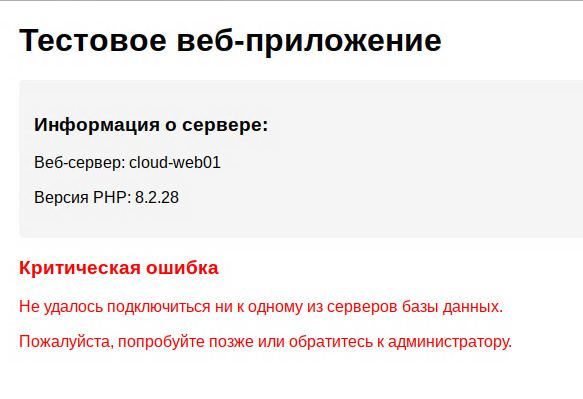 Тестовое веб-приложение
Информация о сервере:
Веб-сервер: cloud-web01
Версия PHP: 8.2.28
Критическая ошибка
Не удалось подключиться ни к одному из серверов базы данных.
Пожалуйста, попробуйте позже или обратитесь к администратору.